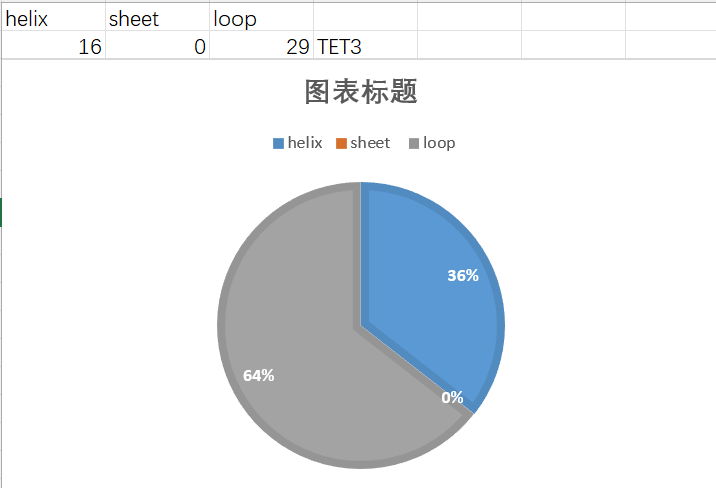 helix sheet loop
16 0 29 TET3
图表标题
helix sheet loop
36%
64%
0%